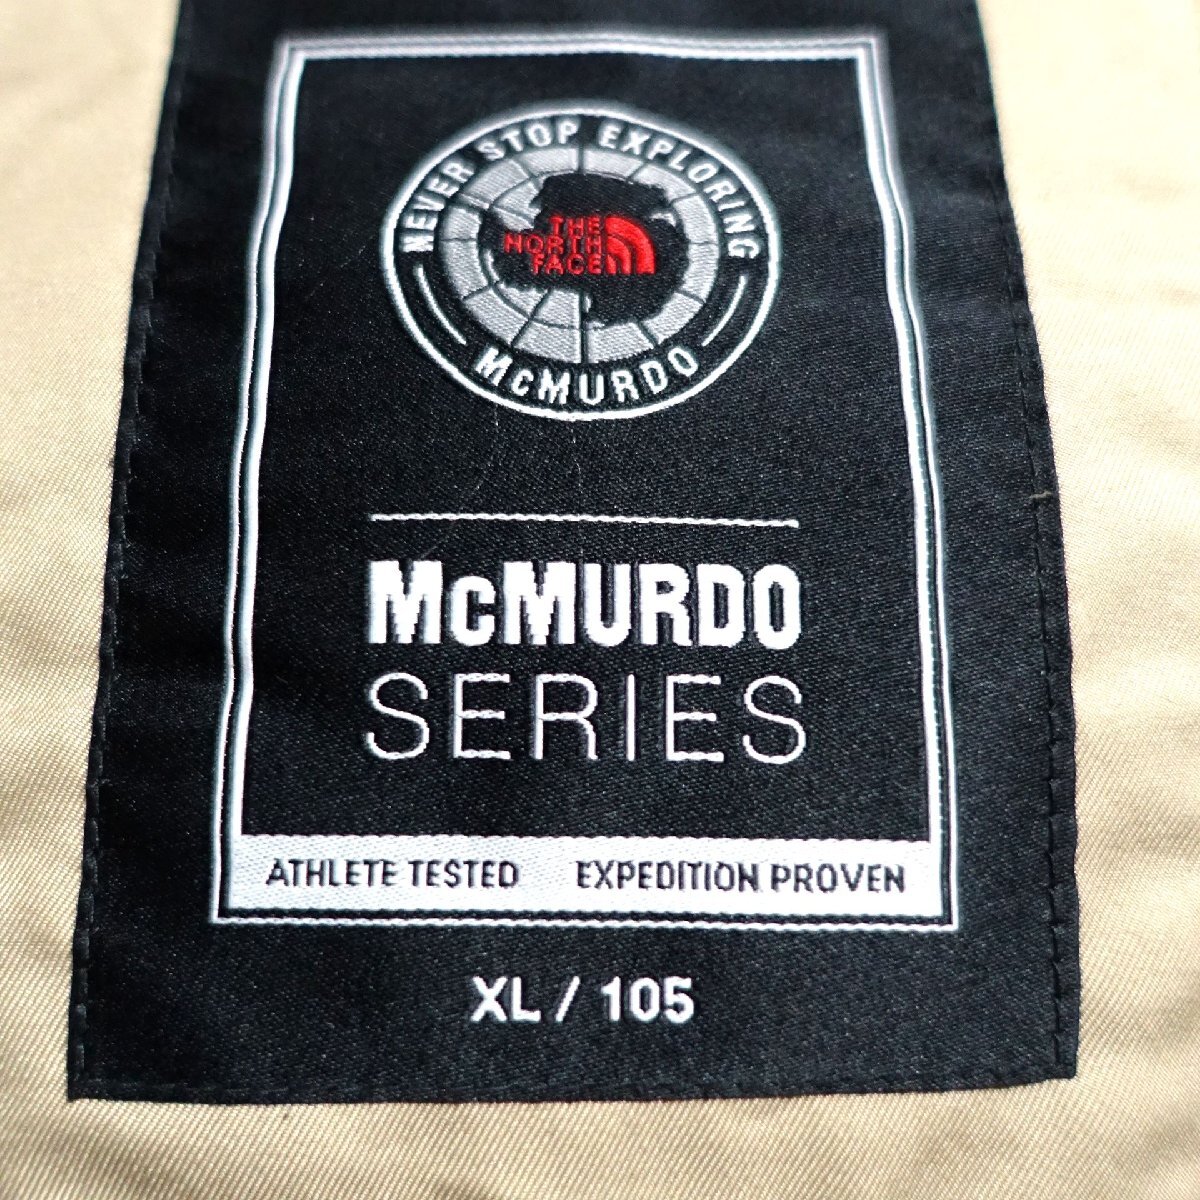 NEVER STOP EXPLORING
THE
NORTH
FACE
McMURDO
McMURDO
SERIES
ATHLETE TESTED EXPEDITION PROVEN
XL / 105